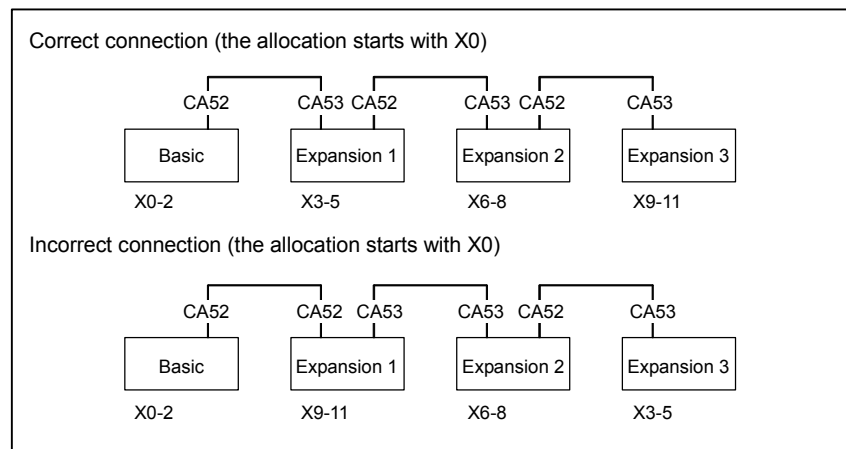 Correct connection (the allocation starts with X0)
CA52 CA53 CA52 CA53 CA52 CA53
Basic Expansion 1 Expansion 2 Expansion 3
X0-2 X3-5 X6-8 X9-11
Incorrect connection (the allocation starts with X0)
CA52 CA52 CA53 CA53 CA52 CA53
Basic Expansion 1 Expansion 2 Expansion 3
X0-2 X9-11 X6-8 X3-5